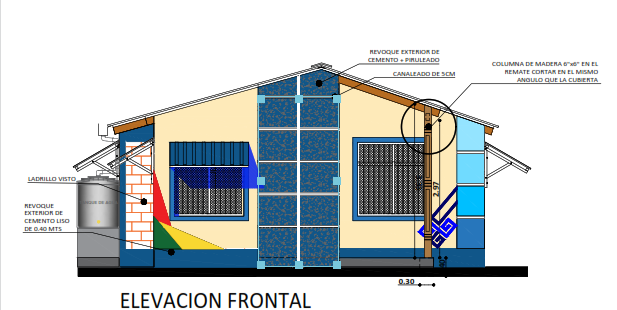 REVOQUE EXTERIOR DE
CEMENTO + PIRULEADO
CANALEADO DE 5CM
COLUMNA DE MADERA 6"x6" EN EL
REMATE CORTAR EN EL MISMO
ANGULO QUE LA CUBIERTA
LADRILLO VISTO
REVOQUE
EXTERIOR DE
CEMENTO LISO
DE 0.40 MTS
2.97
0.30
ELEVACION FRONTAL